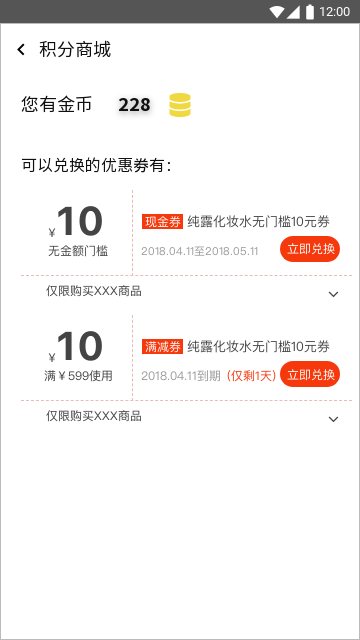 12:00
积分商城
您有金币 228
可以兑换的优惠券有：
¥10
无金额门槛
现金券 纯露化妆水无门槛10元券
2018.04.11至2018.05.11 立即兑换
仅限购买XXX商品
¥10
满￥599使用
满减券 纯露化妆水无门槛10元券
2018.04.11到期（仅剩1天） 立即兑换
仅限购买XXX商品